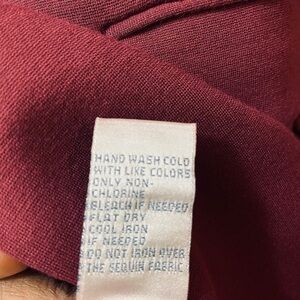 HAND WASH COLD
WITH LIKE COLORS
ONLY NON-
CHLORINE
BLEACH IF NEEDED
FLAT DRY
COOL IRON
IF NEEDED
DO NOT IRON OVER
THE SEQUIN FABRIC